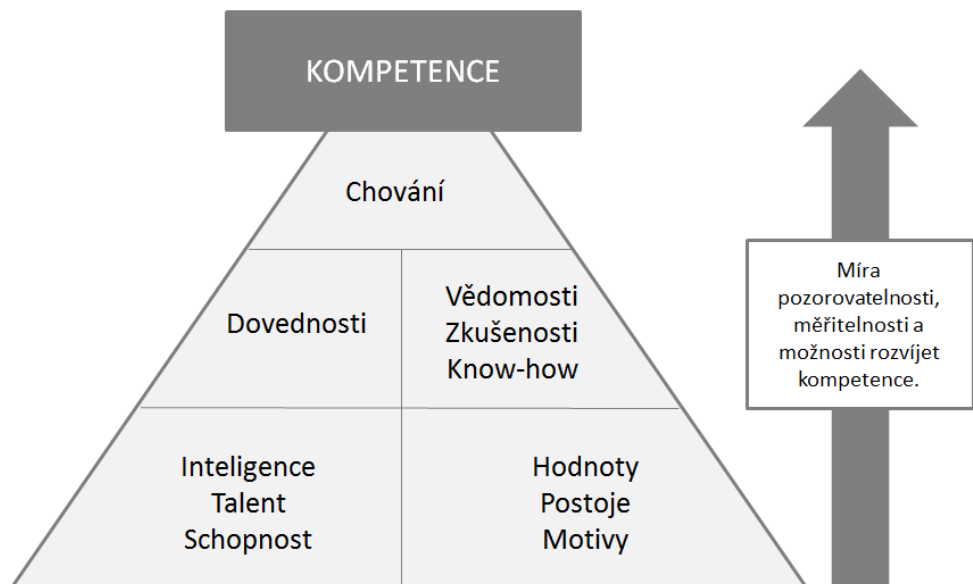 KOMPETENCE
Chování
Dovednosti
Vědomosti
Zkušenosti
Know-how
Inteligence
Talent
Schopnost
Hodnoty
Postoje
Motivy
Míra
pozorovatelnosti,
měřitelnosti a
možnosti rozvíjet
kompetence.